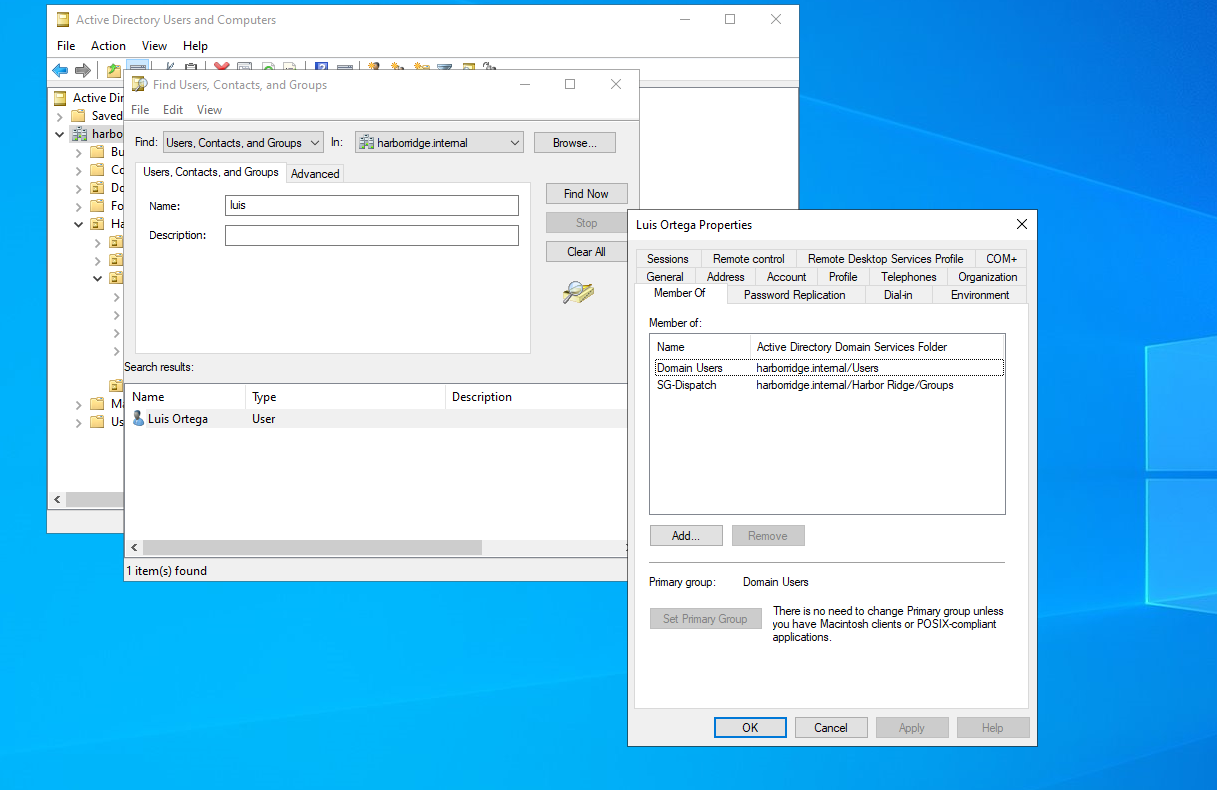 Active Directory Users and Computers
File Action View Help
Active Dir
Saved
harbo
Bu
Co
Do
Fo
Ha
Ma
Us
Find Users, Contacts, and Groups
File Edit View
Find: Users, Contacts, and Groups In: harborridge.internal Browse...
Users, Contacts, and Groups Advanced
Name: luis
Description:
Find Now
Stop
Clear All
Search results:
Name Type Description
Luis Ortega User
1 item(s) found
Luis Ortega Properties
Sessions Remote control Remote Desktop Services Profile COM+
General Address Account Profile Telephones Organization
Member Of Password Replication Dial-in Environment
Member of:
Name Active Directory Domain Services Folder
Domain Users harborridge.internal/Users
SG-Dispatch harborridge.internal/Harbor Ridge/Groups
Add... Remove
Primary group: Domain Users
Set Primary Group
There is no need to change Primary group unless
you have Macintosh clients or POSIX-compliant
applications.
OK Cancel Apply Help